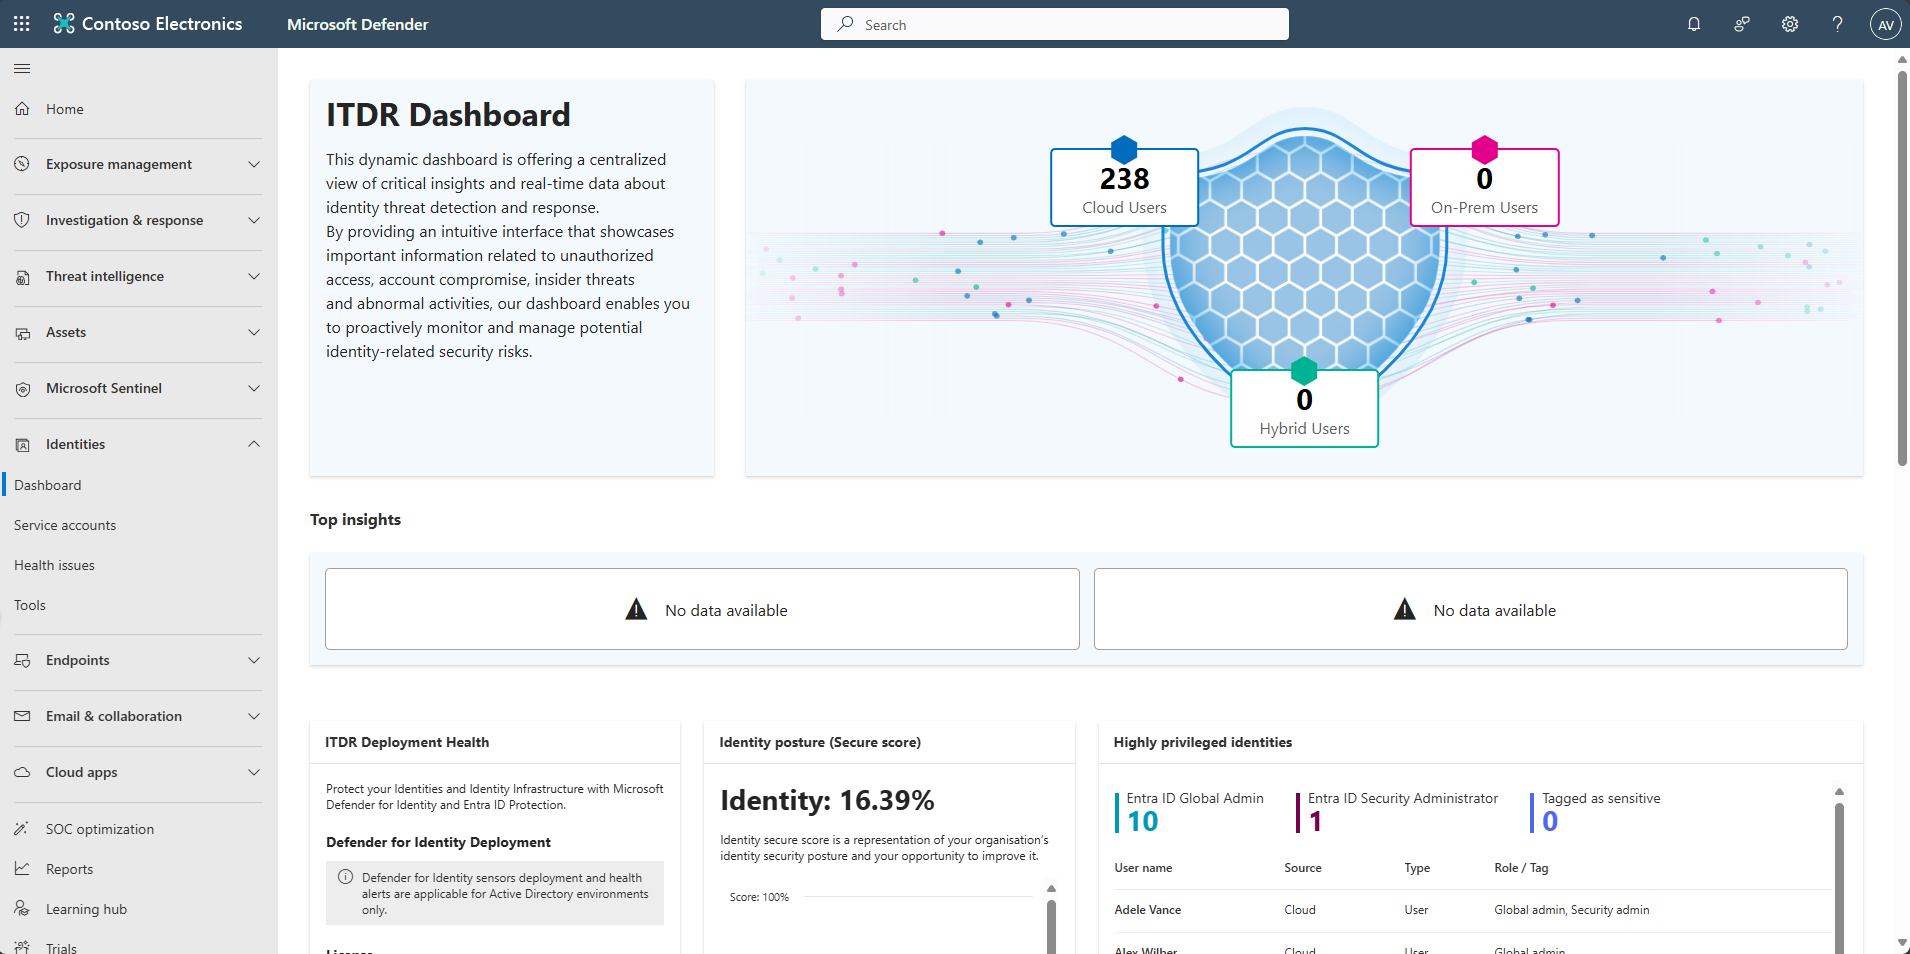 Contoso Electronics
Microsoft Defender
Search
AV
Home
Exposure management
Investigation & response
Threat intelligence
Assets
Microsoft Sentinel
Identities
Dashboard
Service accounts
Health issues
Tools
Endpoints
Email & collaboration
Cloud apps
SOC optimization
Reports
Learning hub
Trials
ITDR Dashboard
This dynamic dashboard is offering a centralized
view of critical insights and real-time data about
identity threat detection and response.
By providing an intuitive interface that showcases
important information related to unauthorized
access, account compromise, insider threats
and abnormal activities, our dashboard enables you
to proactively monitor and manage potential
identity-related security risks.
238
Cloud Users
0
On-Prem Users
0
Hybrid Users
Top insights
No data available
No data available
ITDR Deployment Health
Protect your Identities and Identity Infrastructure with Microsoft
Defender for Identity and Entra ID Protection.
Defender for Identity Deployment
Defender for Identity sensors deployment and health
alerts are applicable for Active Directory environments
only.
License
Identity posture (Secure score)
Identity: 16.39%
Identity secure score is a representation of your organisation's
identity security posture and your opportunity to improve it.
Score: 100%
Highly privileged identities
Entra ID Global Admin
10
Entra ID Security Administrator
1
Tagged as sensitive
0
User name Source Type Role / Tag
Adele Vance Cloud User Global admin, Security admin
Alex Wilber Cloud User Global admin